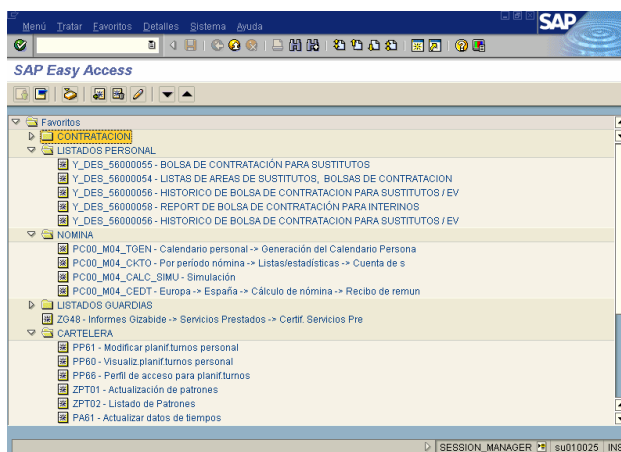 Menú Tratar Favoritos Detalles Sistema Ayuda
SAP
SAP Easy Access
Favoritos
CONTRATACION
LISTADOS PERSONAL
Y_DES_56000055 - BOLSA DE CONTRATACIÓN PARA SUSTITUTOS
Y_DES_56000054 - LISTAS DE AREAS DE SUSTITUTOS, BOLSAS DE CONTRATACION
Y_DES_56000056 - HISTORICO DE BOLSA DE CONTRATACION PARA SUSTITUTOS / EV
Y_DES_56000058 - REPORT DE BOLSA DE CONTRATACIÓN PARA INTERINOS
Y_DES_56000056 - HISTORICO DE BOLSA DE CONTRATACION PARA SUSTITUTOS / EV
NOMINA
PC00_M04_TGEN - Calendario personal -> Generación del Calendario Persona
PC00_M04_CKTO - Por período nómina -> Listas/estadísticas -> Cuenta de s
PC00_M04_CALC_SIMU - Simulación
PC00_M04_CEDT - Europa -> España -> Cálculo de nómina -> Recibo de remun
LISTADOS GUARDIAS
ZG48 - Informes Gizabide -> Servicios Prestados -> Certif. Servicios Pre
CARTELERA
PP61 - Modificar planif.turnos personal
PP60 - Visualiz.planif.turnos personal
PP66 - Perfil de acceso para planif.turnos
ZPT01 - Actualización de patrones
ZPT02 - Listado de Patrones
PA61 - Actualizar datos de tiempos
SESSION_MANAGER su010025 INS